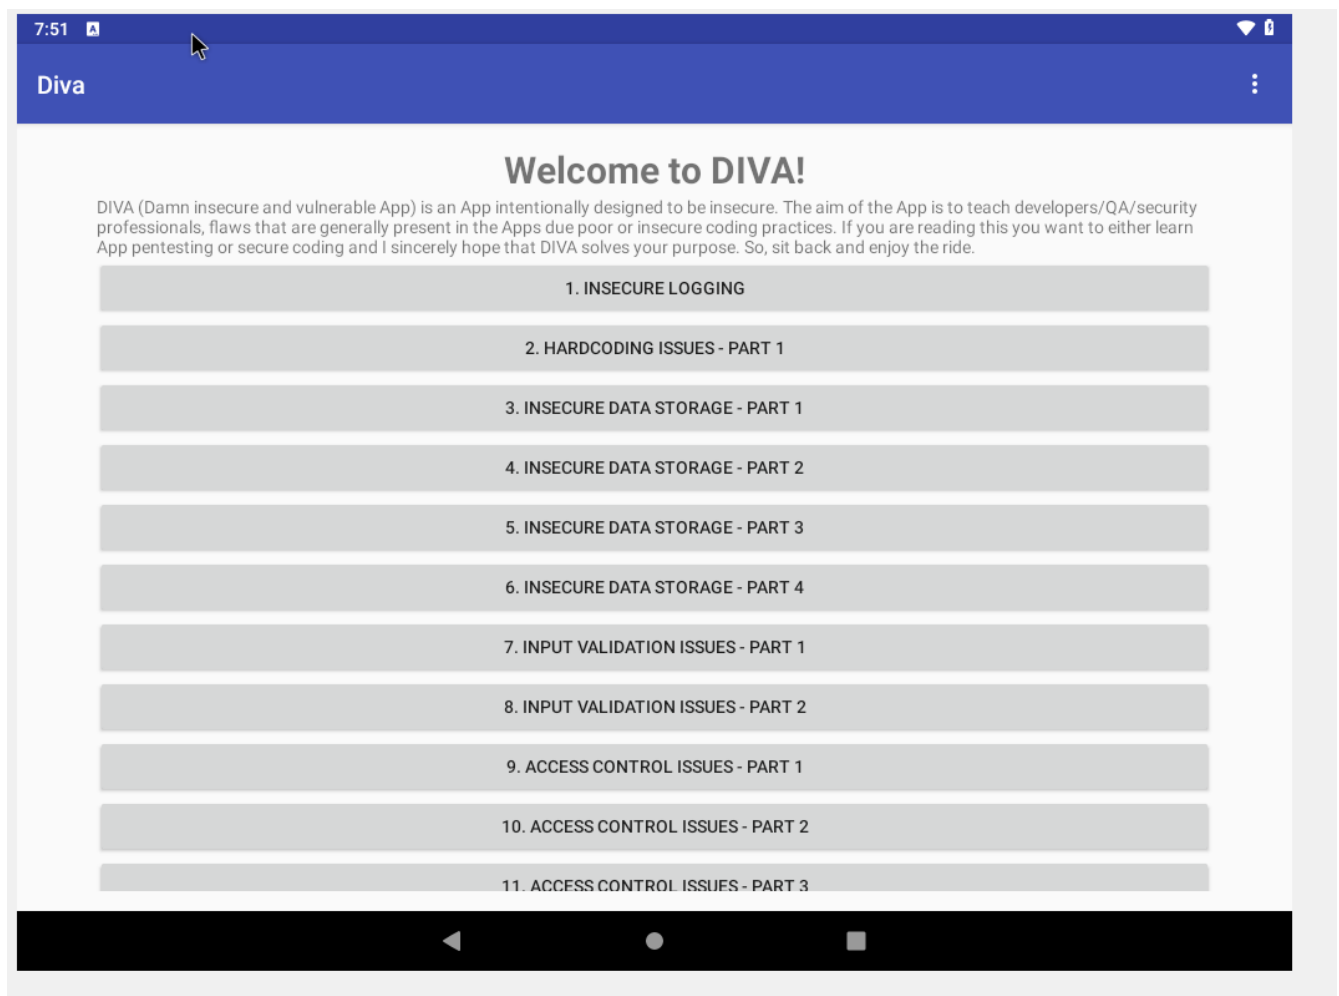 7:51
Diva
Welcome to DIVA!
DIVA (Damn insecure and vulnerable App) is an App intentionally designed to be insecure. The aim of the App is to teach developers/QA/security
professionals, flaws that are generally present in the Apps due poor or insecure coding practices. If you are reading this you want to either learn
App pentesting or secure coding and I sincerely hope that DIVA solves your purpose. So, sit back and enjoy the ride.
1. INSECURE LOGGING
2. HARDCODING ISSUES - PART 1
3. INSECURE DATA STORAGE - PART 1
4. INSECURE DATA STORAGE - PART 2
5. INSECURE DATA STORAGE - PART 3
6. INSECURE DATA STORAGE - PART 4
7. INPUT VALIDATION ISSUES - PART 1
8. INPUT VALIDATION ISSUES - PART 2
9. ACCESS CONTROL ISSUES - PART 1
10. ACCESS CONTROL ISSUES - PART 2
11. ACCESS CONTROL ISSUES - PART 3